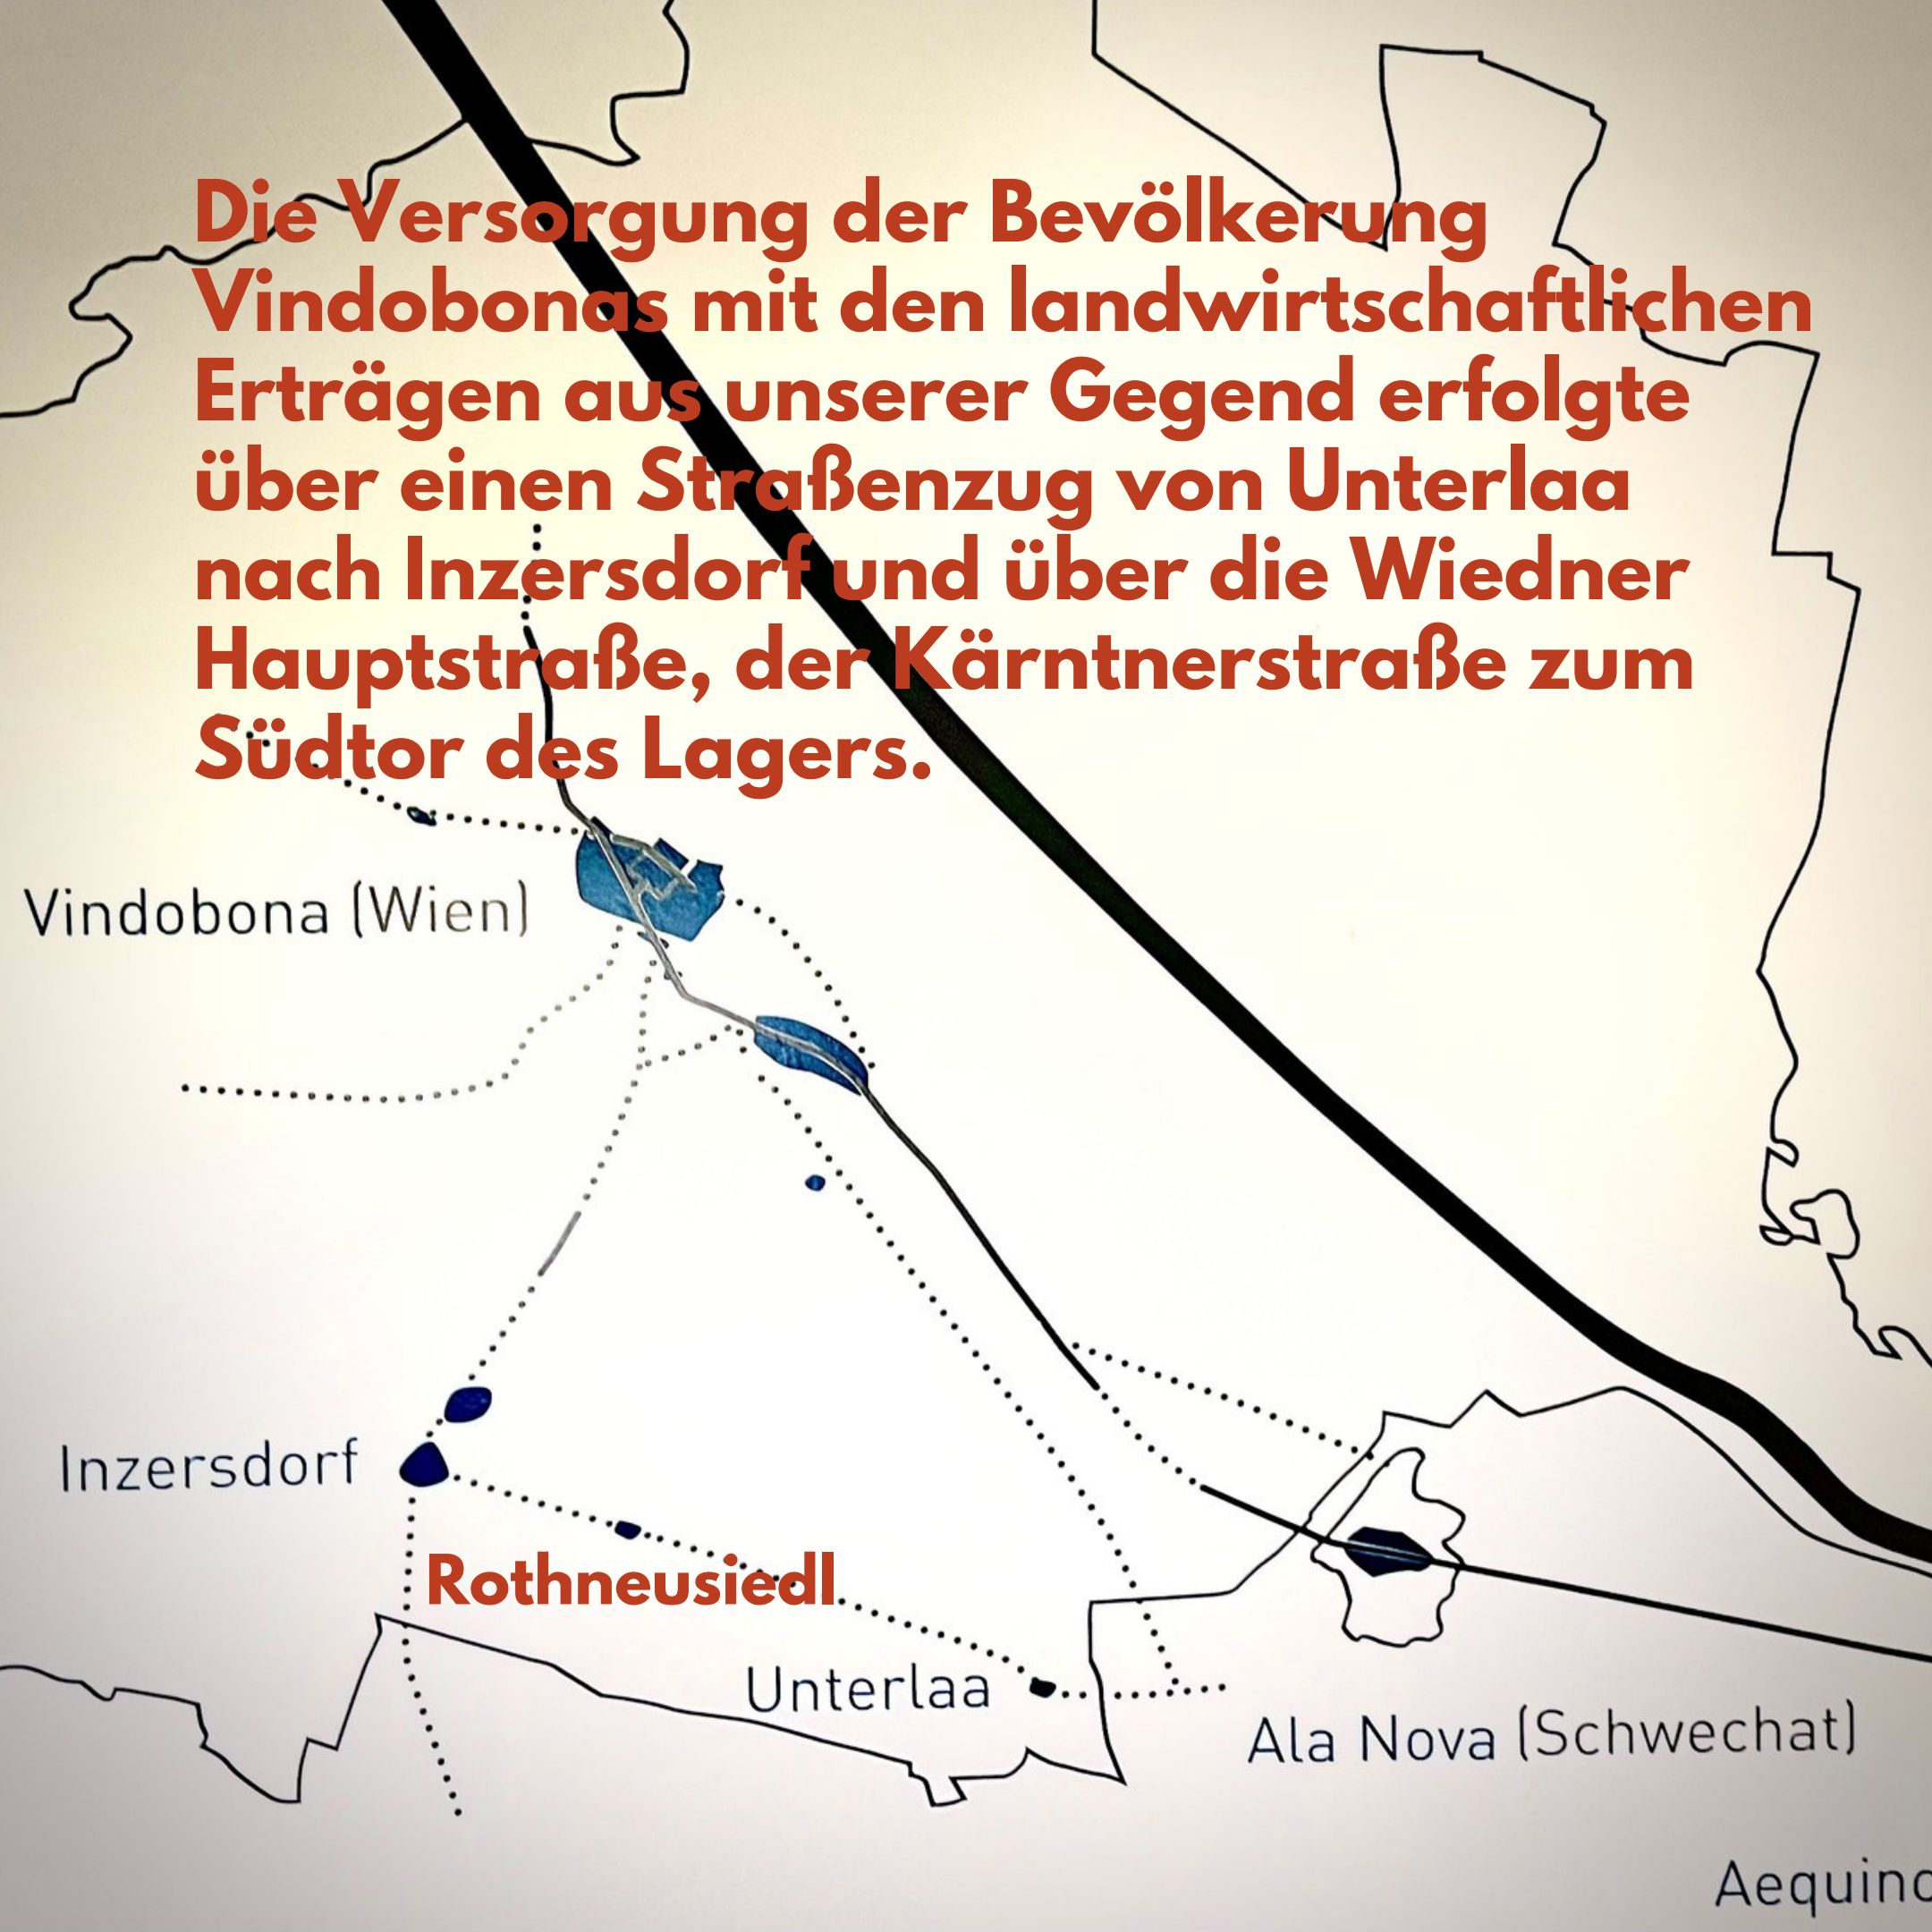 Die Versorgung der Bevölkerung
Vindobonas mit den landwirtschaftlichen
Erträgen aus unserer Gegend erfolgte
über einen Straßenzug von Unterlaa
nach Inzersdorf und über die Wiedner
Hauptstraße, der Kärntnerstraße zum
Südtor des Lagers.
Vindobona (Wien)
Inzersdorf
Rothneusiedl
Unterlaa
Ala Nova (Schwechat)